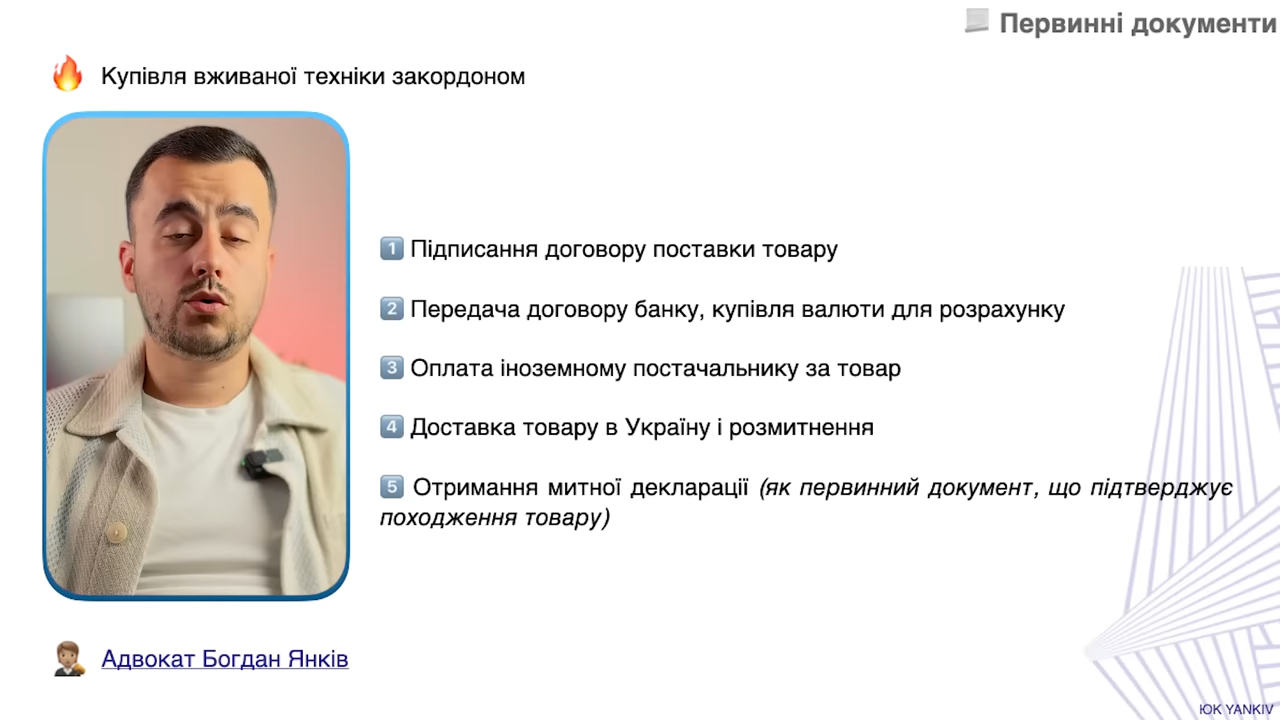 Первинні документи
Купівля вживаної техніки закордоном
1 Підписання договору поставки товару
2 Передача договору банку, купівля валюти для розрахунку
3 Оплата іноземному постачальнику за товар
4 Доставка товару в Україну і розмитнення
5 Отримання митної декларації (як первинний документ, що підтверджує
походження товару)
Адвокат Богдан Янків
ЮК YANKIV